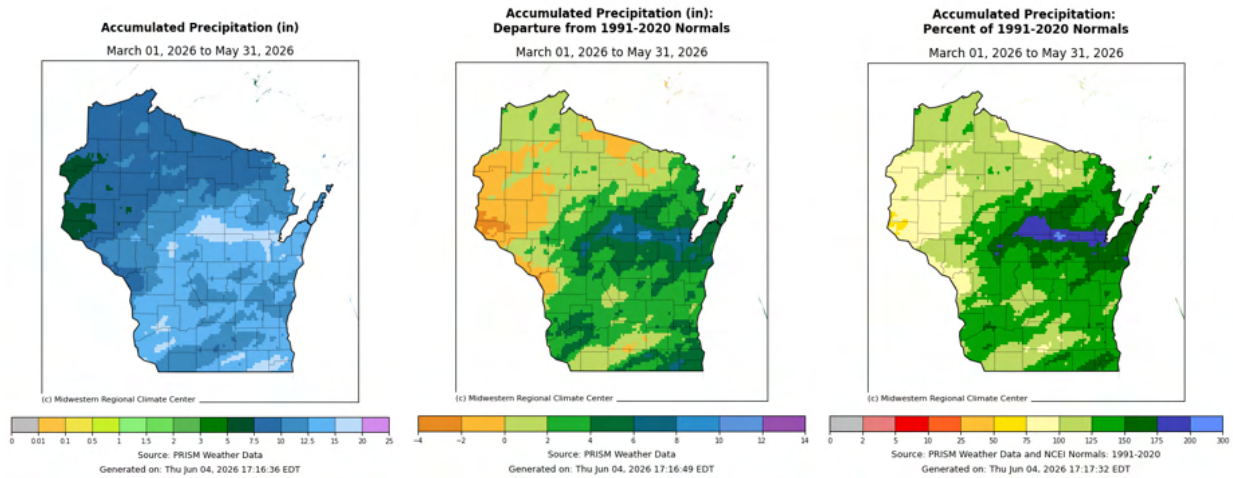 Accumulated Precipitation (in)
March 01, 2026 to May 31, 2026
(c) Midwestern Regional Climate Center
0 0.01 0.1 0.5 1 1.5 2 3 5 7.5 10 12.5 15 20 25
Source: PRISM Weather Data
Generated on: Thu Jun 04, 2026 17:16:36 EDT
Accumulated Precipitation (in):
Departure from 1991-2020 Normals
March 01, 2026 to May 31, 2026
(c) Midwestern Regional Climate Center
−4 −2 0 2 4 6 8 10 12 14
Source: PRISM Weather Data
Generated on: Thu Jun 04, 2026 17:16:49 EDT
Accumulated Precipitation:
Percent of 1991-2020 Normals
March 01, 2026 to May 31, 2026
(c) Midwestern Regional Climate Center
0 2 5 10 25 50 75 100 125 150 175 200 300
Source: PRISM Weather Data and NCEI Normals: 1991-2020
Generated on: Thu Jun 04, 2026 17:17:32 EDT